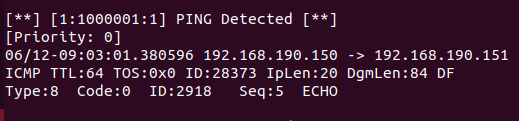 [**] [1:1000001:1] PING Detected [**]
[Priority: 0]
06/12-09:03:01.380596 192.168.190.150 -> 192.168.190.151
ICMP TTL:64 TOS:0x0 ID:28373 IpLen:20 DgmLen:84 DF
Type:8  Code:0  ID:2918   Seq:5  ECHO